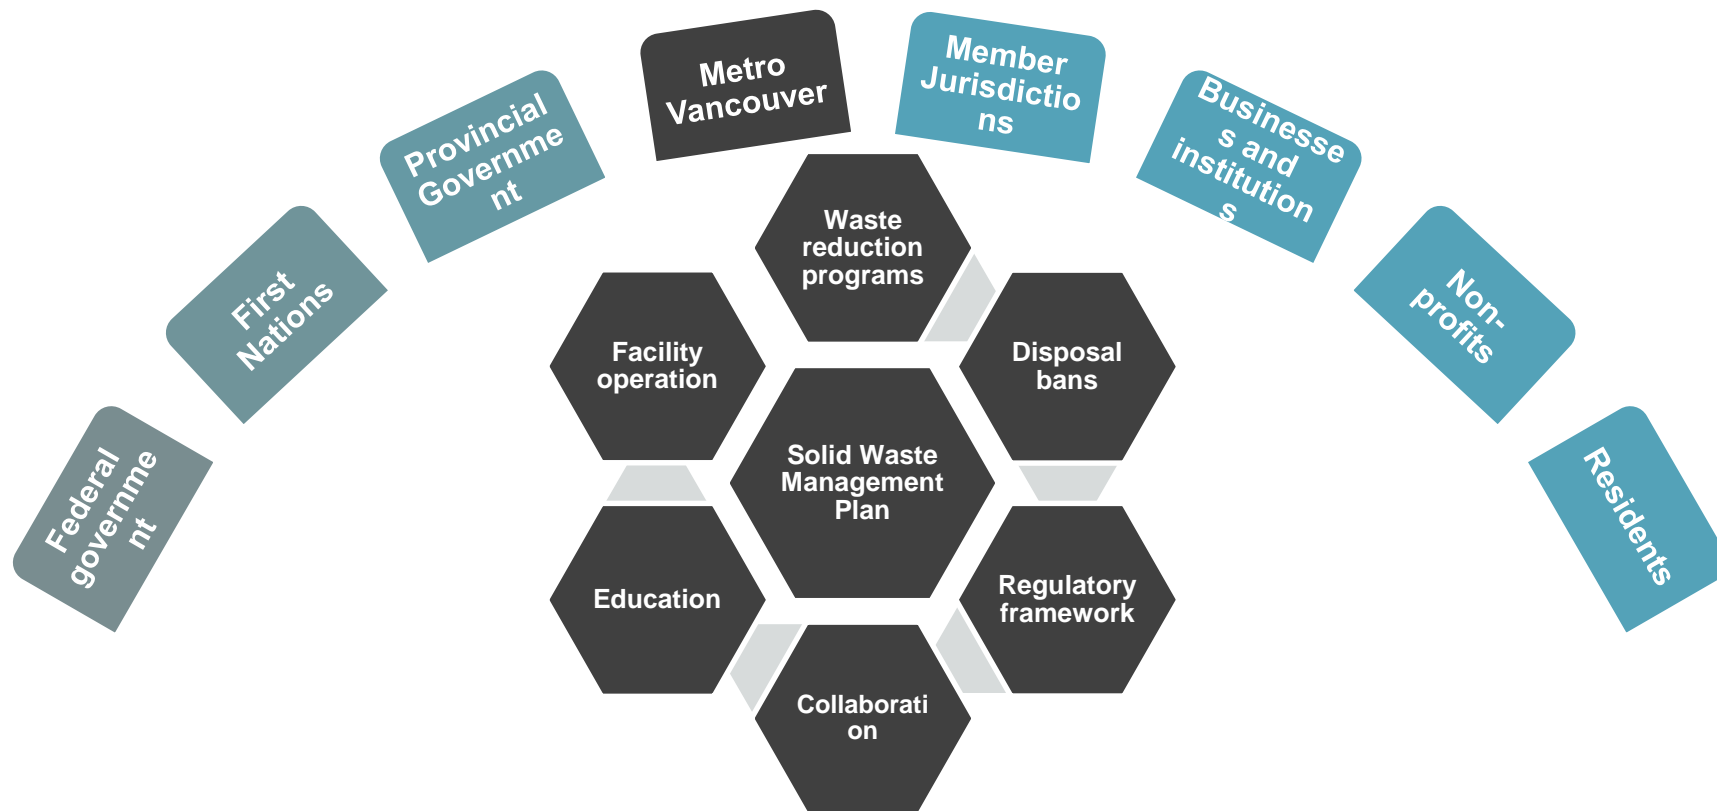 Federal
governme
nt
First
Nations
Provincial
Governme
nt
Metro
Vancouver
Member
Jurisdictio
ns
Businesse
s and
institution
s
Non-
profits
Residents
Waste
reduction
programs
Facility
operation
Disposal
bans
Solid Waste
Management
Plan
Education
Regulatory
framework
Collaborati
on